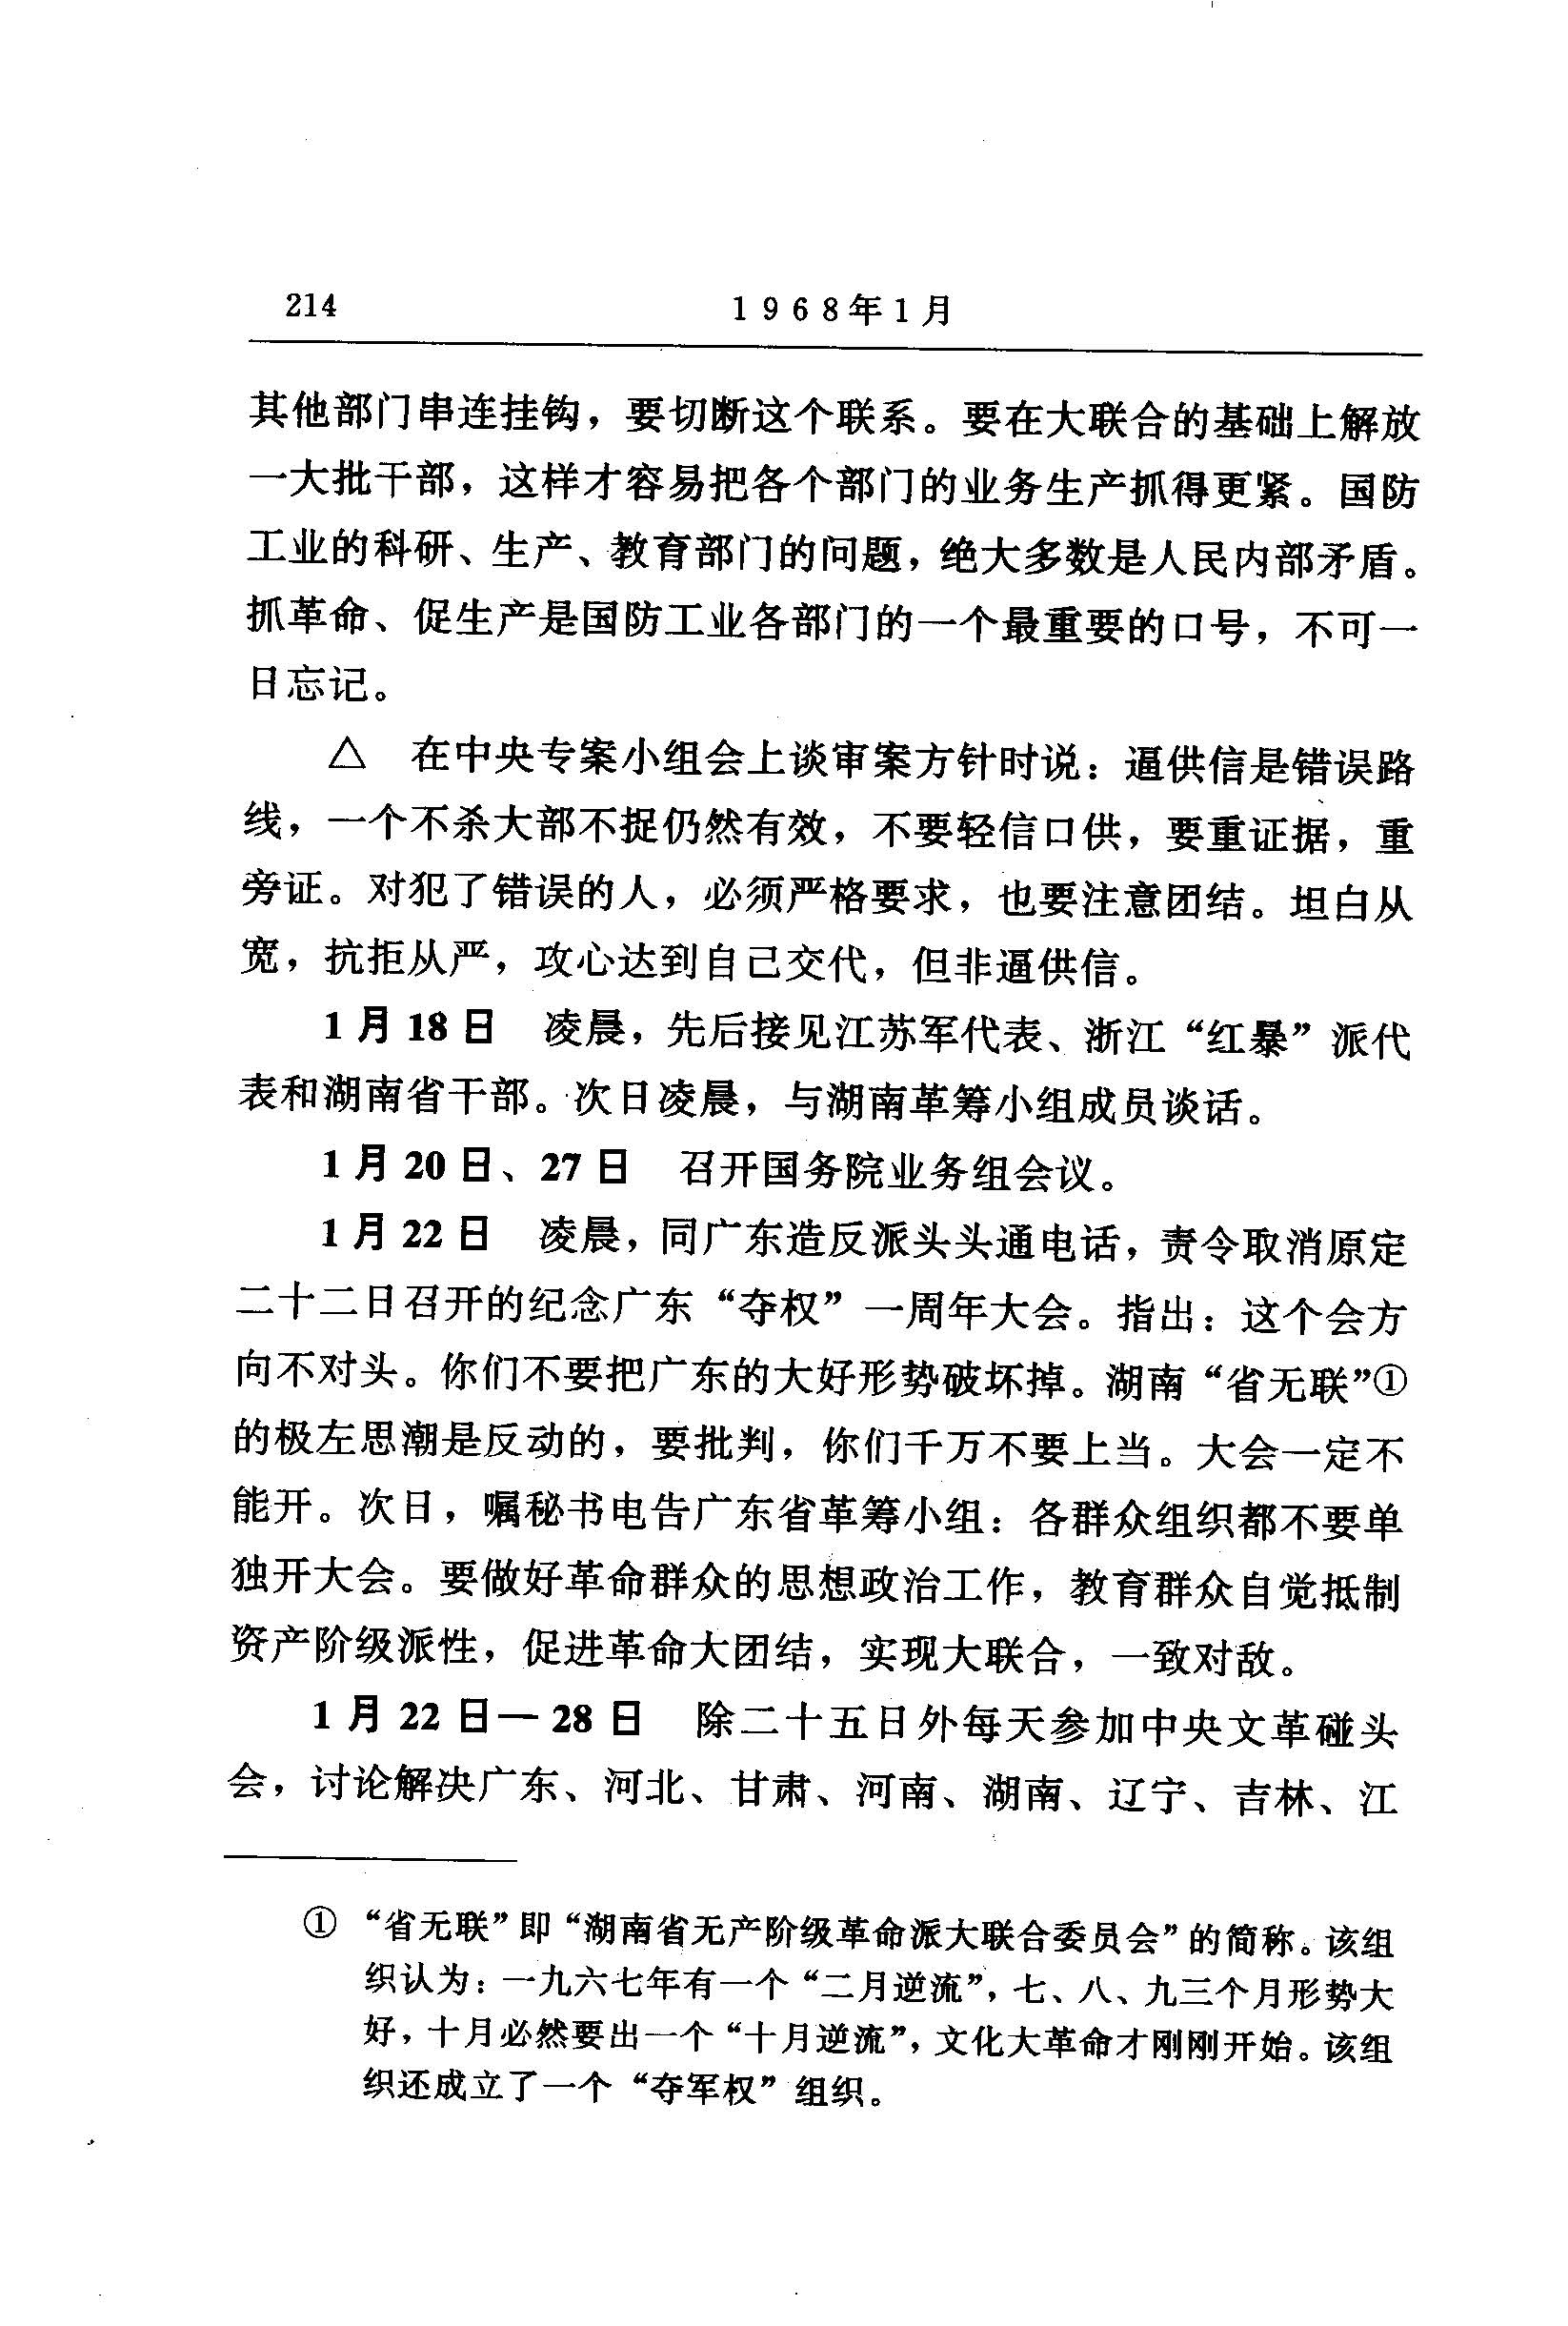 214 1968年1月
其他部门串连挂钩，要切断这个联系。要在大联合的基础上解放
一大批干部，这样才容易把各个部门的业务生产抓得更紧。国防
工业的科研、生产、教育部门的问题，绝大多数是人民内部矛盾。
抓革命、促生产是国防工业各部门的一个最重要的口号，不可一
日忘记。
△ 在中央专案小组会上谈审案方针时说：逼供信是错误路
线，一个不杀大部不捉仍然有效，不要轻信口供，要重证据，重
旁证。对犯了错误的人，必须严格要求，也要注意团结。坦白从
宽，抗拒从严，攻心达到自己交代，但非逼供信。
1月18日 凌晨，先后接见江苏军代表、浙江“红暴”派代
表和湖南省干部。次日凌晨，与湖南革筹小组成员谈话。
1月20日、27日 召开国务院业务组会议。
1月22日 凌晨，同广东造反派头头通电话，责令取消原定
二十二日召开的纪念广东“夺权”一周年大会。指出：这个会方
向不对头。你们不要把广东的大好形势破坏掉。湖南“省无联”①
的极左思潮是反动的，要批判，你们千万不要上当。大会一定不
能开。次日，嘱秘书电告广东省革筹小组：各群众组织都不要单
独开大会。要做好革命群众的思想政治工作，教育群众自觉抵制
资产阶级派性，促进革命大团结，实现大联合，一致对敌。
1月22日—28日 除二十五日外每天参加中央文革碰头
会，讨论解决广东、河北、甘肃、河南、湖南、辽宁、吉林、江
① “省无联”即“湖南省无产阶级革命派大联合委员会”的简称。该组
织认为：一九六七年有一个“二月逆流”，七、八、九三个月形势大
好，十月必然要出一个“十月逆流”，文化大革命才刚刚开始。该组
织还成立了一个“夺军权”组织。